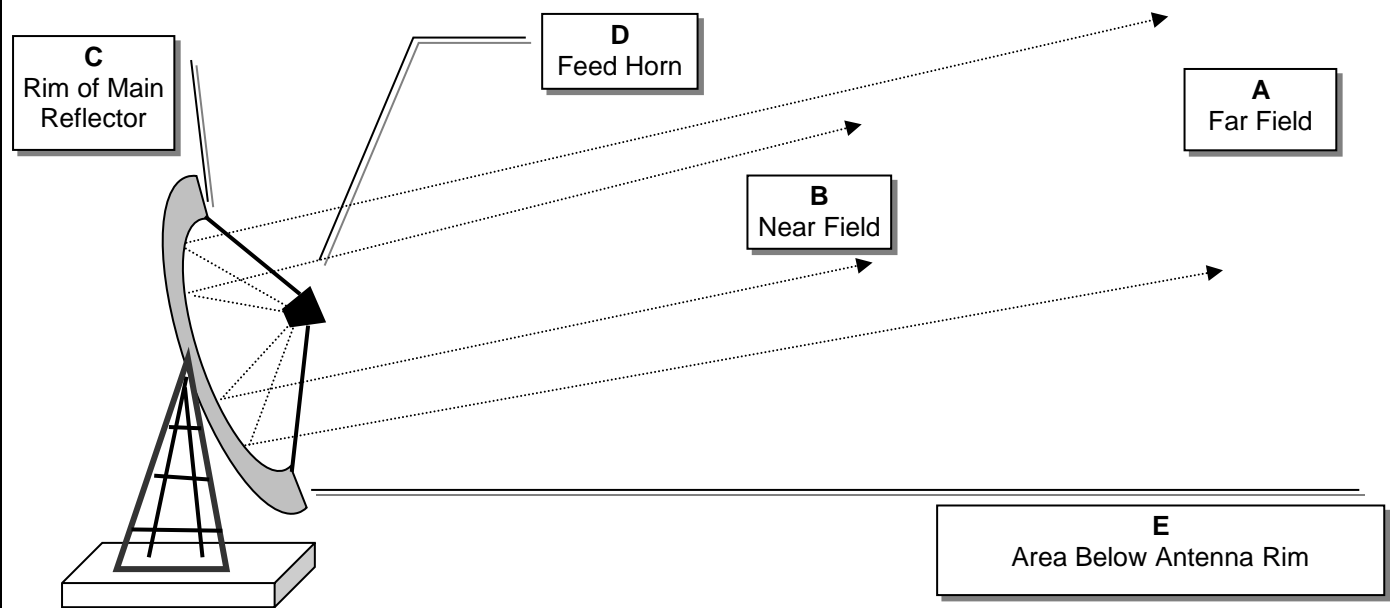 C
Rim of Main
Reflector
D
Feed Horn
A
Far Field
B
Near Field
E
Area Below Antenna Rim